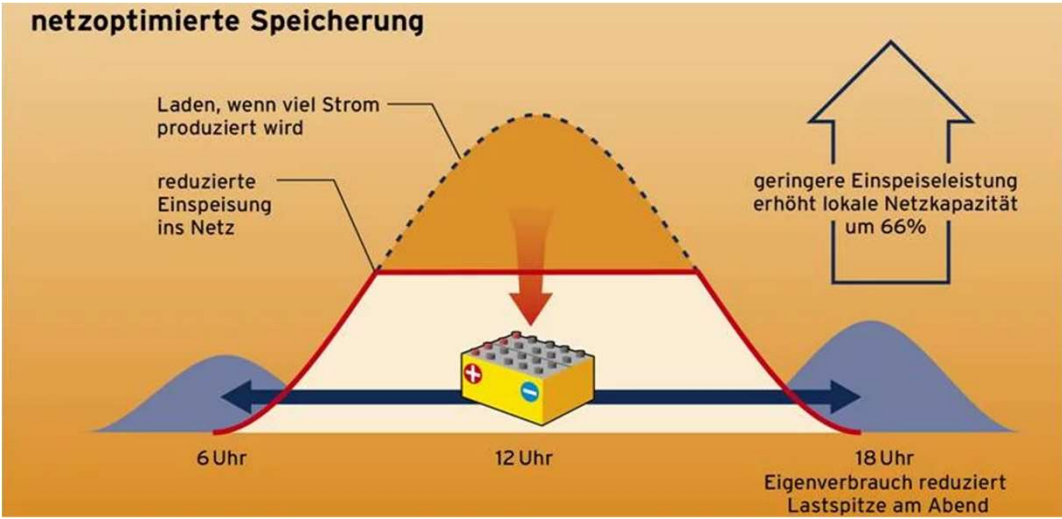 netzoptimierte Speicherung
Laden, wenn viel Strom
produziert wird
reduzierte
Einspeisung
ins Netz
geringere Einspeiseleistung
erhöht lokale Netzkapazität
um 66%
+
−
6 Uhr
12 Uhr
18 Uhr
Eigenverbrauch reduziert
Lastspitze am Abend